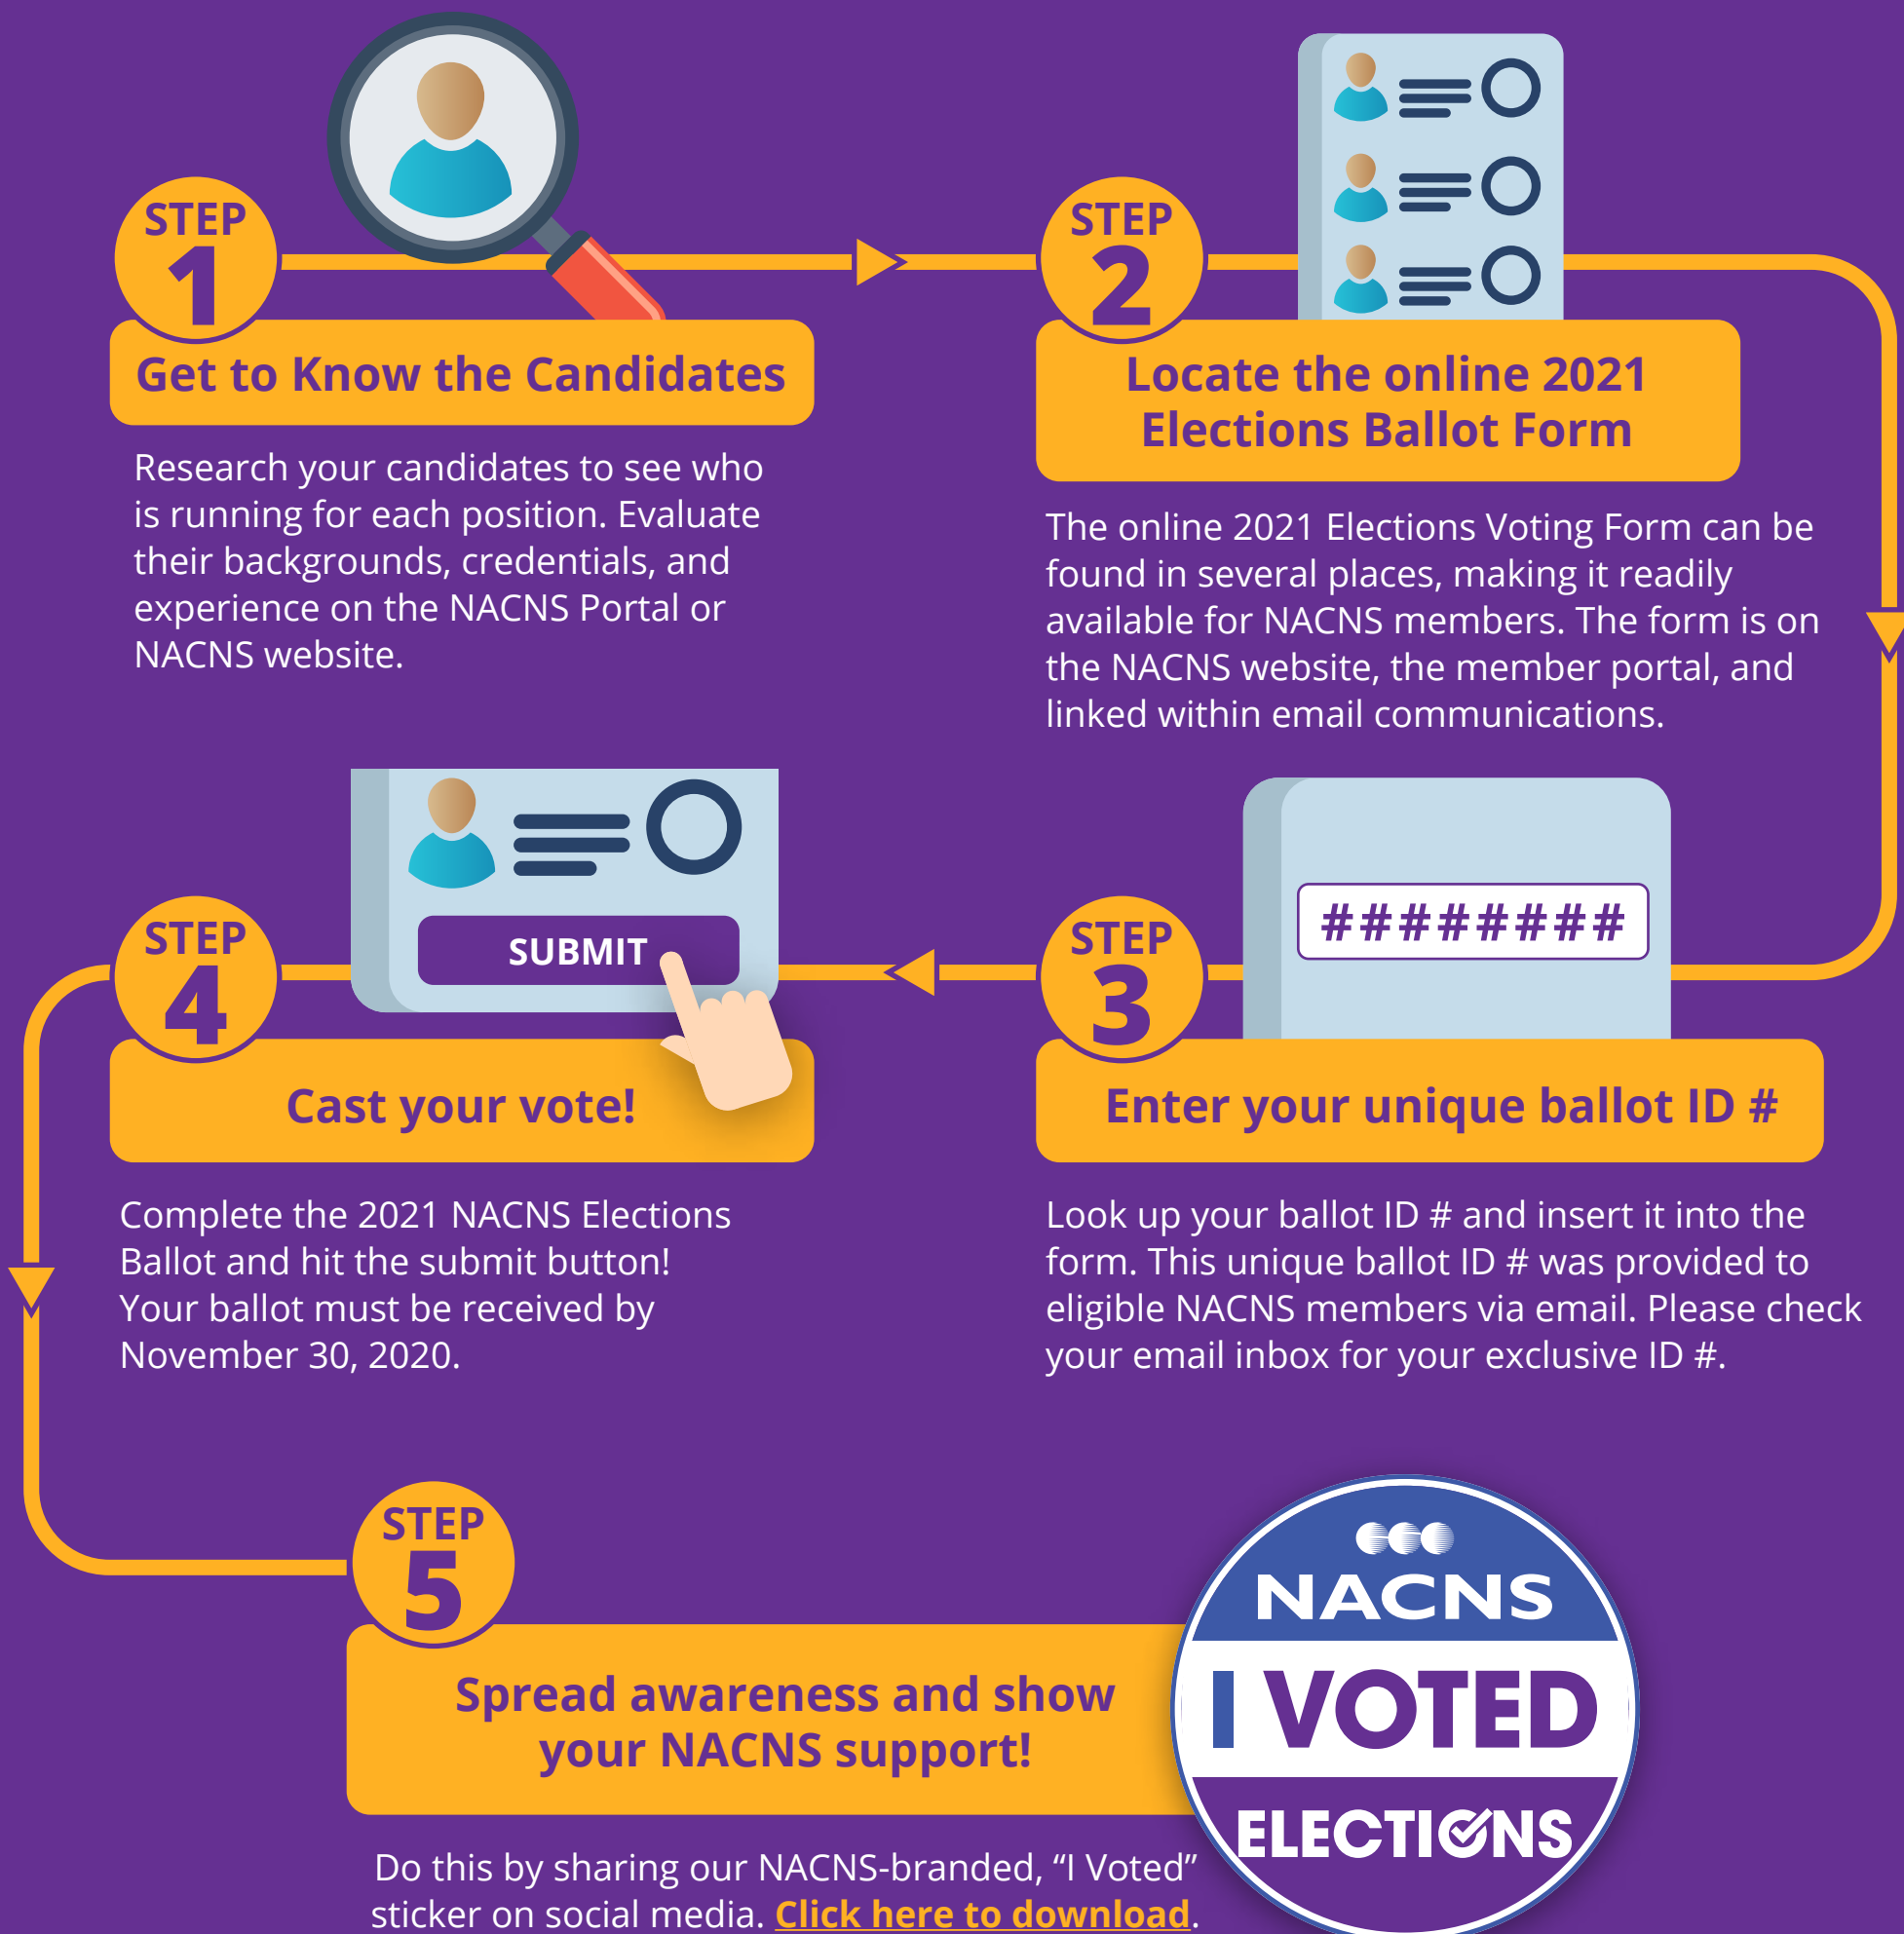 STEP
1
Get to Know the Candidates
Research your candidates to see who
is running for each position. Evaluate
their backgrounds, credentials, and
experience on the NACNS Portal or
NACNS website.
STEP
2
Locate the online 2021
Elections Ballot Form
The online 2021 Elections Voting Form can be
found in several places, making it readily
available for NACNS members. The form is on
the NACNS website, the member portal, and
linked within email communications.
########
STEP
3
Enter your unique ballot ID #
Look up your ballot ID # and insert it into the
form. This unique ballot ID # was provided to
eligible NACNS members via email. Please check
your email inbox for your exclusive ID #.
SUBMIT
STEP
4
Cast your vote!
Complete the 2021 NACNS Elections
Ballot and hit the submit button!
Your ballot must be received by
November 30, 2020.
STEP
5
Spread awareness and show
your NACNS support!
Do this by sharing our NACNS-branded, “I Voted”
sticker on social media. Click here to download.
NACNS
I VOTED
ELECTIONS